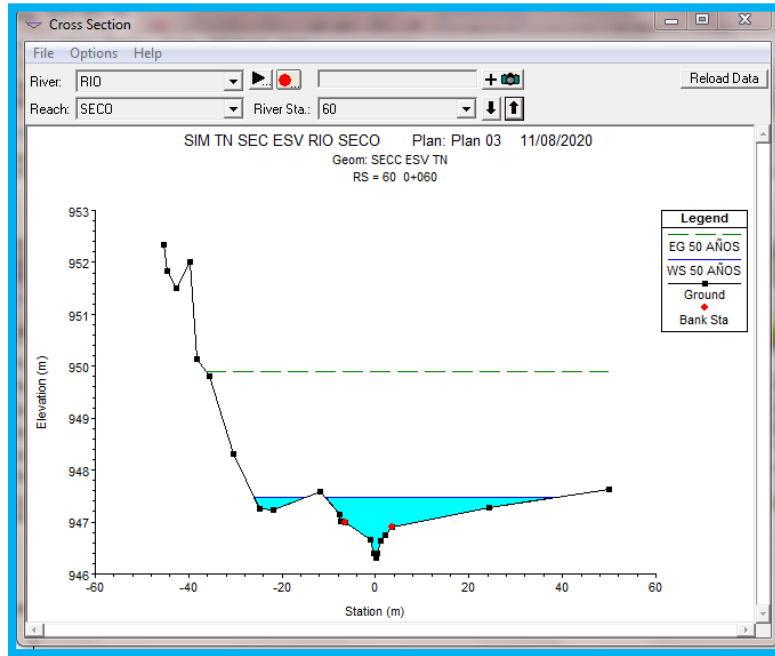 Cross Section
File Options Help
River: RIO
Reload Data
Reach: SECO River Sta.: 60
SIM TN SEC ESV RIO SECO Plan: Plan 03 11/08/2020
Geom: SECC ESV TN
RS = 60 0+060
953
952
951
950
949
948
947
946
Elevation (m)
-60 -40 -20 0 20 40 60
Station (m)
Legend
EG 50 AÑOS
WS 50 AÑOS
Ground
Bank Sta